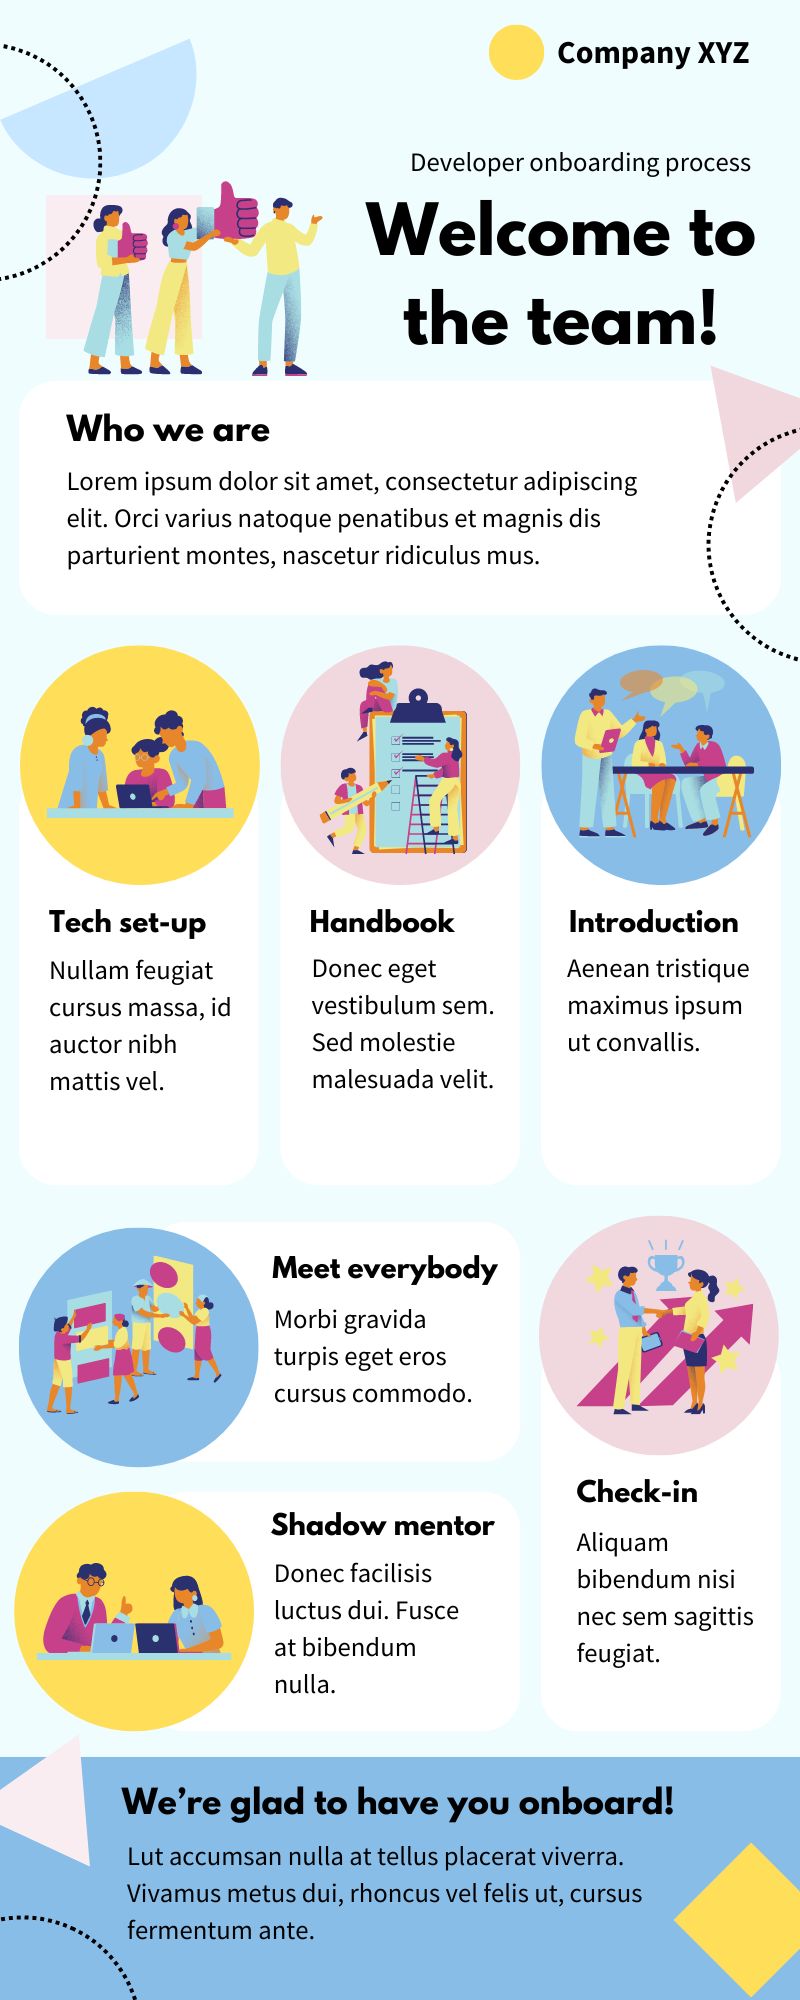 Company XYZ
Developer onboarding process
Welcome to
the team!
Who we are
Lorem ipsum dolor sit amet, consectetur adipiscing
elit. Orci varius natoque penatibus et magnis dis
parturient montes, nascetur ridiculus mus.
Tech set-up
Nullam feugiat
cursus massa, id
auctor nibh
mattis vel.
Handbook
Donec eget
vestibulum sem.
Sed molestie
malesuada velit.
Introduction
Aenean tristique
maximus ipsum
ut convallis.
Meet everybody
Morbi gravida
turpis eget eros
cursus commodo.
Shadow mentor
Donec facilisis
luctus dui. Fusce
at bibendum
nulla.
Check-in
Aliquam
bibendum nisi
nec sem sagittis
feugiat.
We're glad to have you onboard!
Lut accumsan nulla at tellus placerat viverra.
Vivamus metus dui, rhoncus vel felis ut, cursus
fermentum ante.